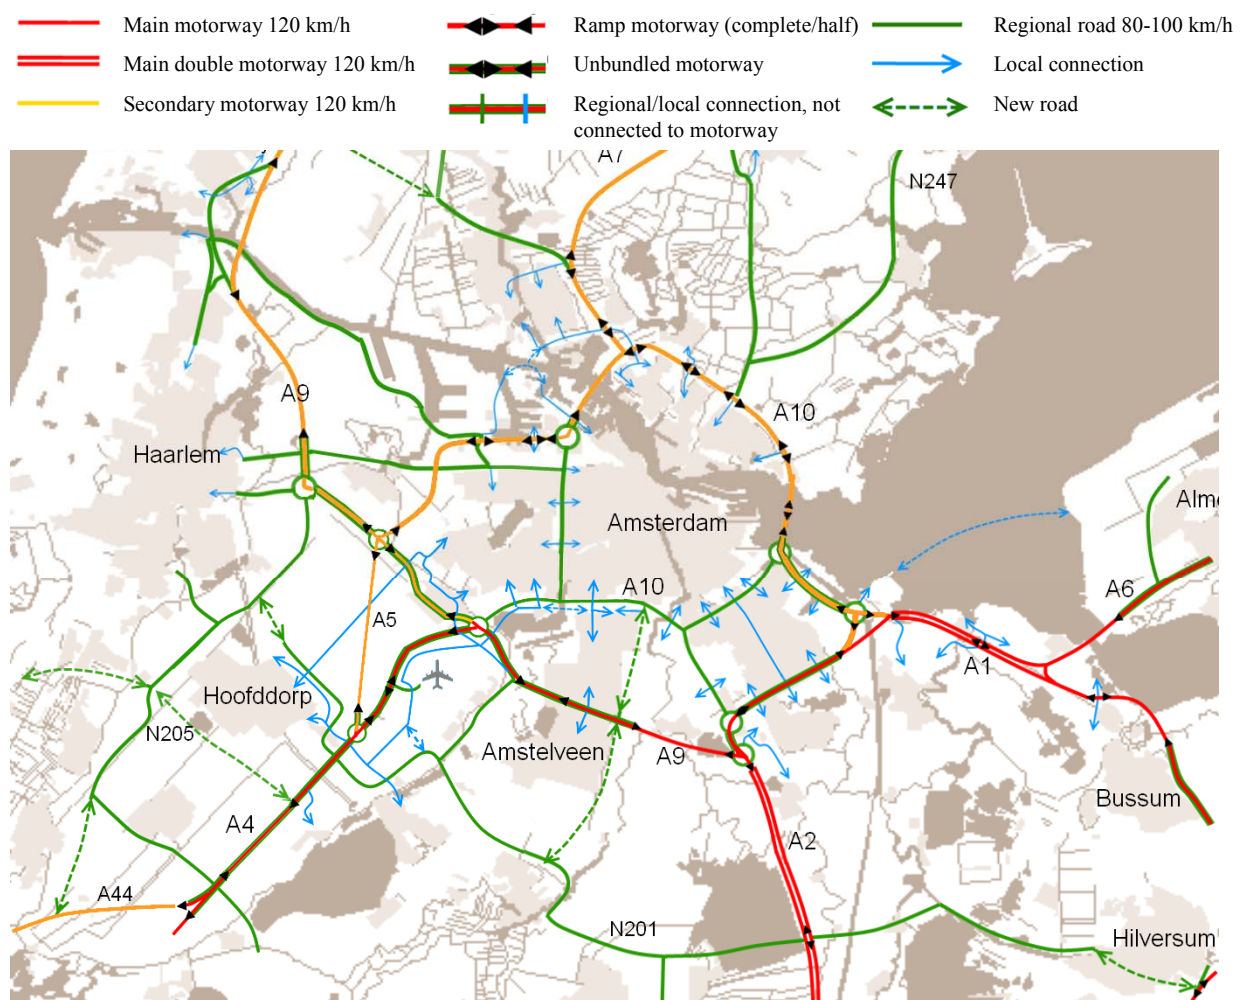 Main motorway 120 km/h
Ramp motorway (complete/half)
Regional road 80-100 km/h
Main double motorway 120 km/h
Unbundled motorway
Local connection
Secondary motorway 120 km/h
Regional/local connection, not
connected to motorway
New road
A7
N247
A9
A10
Haarlem
Amsterdam
Alm
A10
A6
A5
A1
Hoofddorp
N205
Amstelveen
A9
Bussum
A4
A2
A44
N201
Hilversum